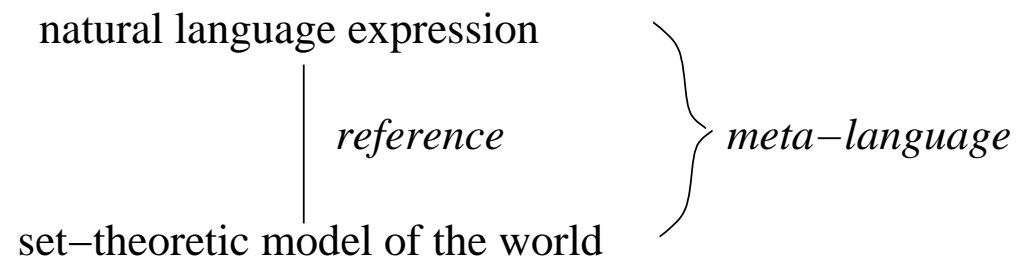 natural language expression
reference
meta−language
set−theoretic model of the world